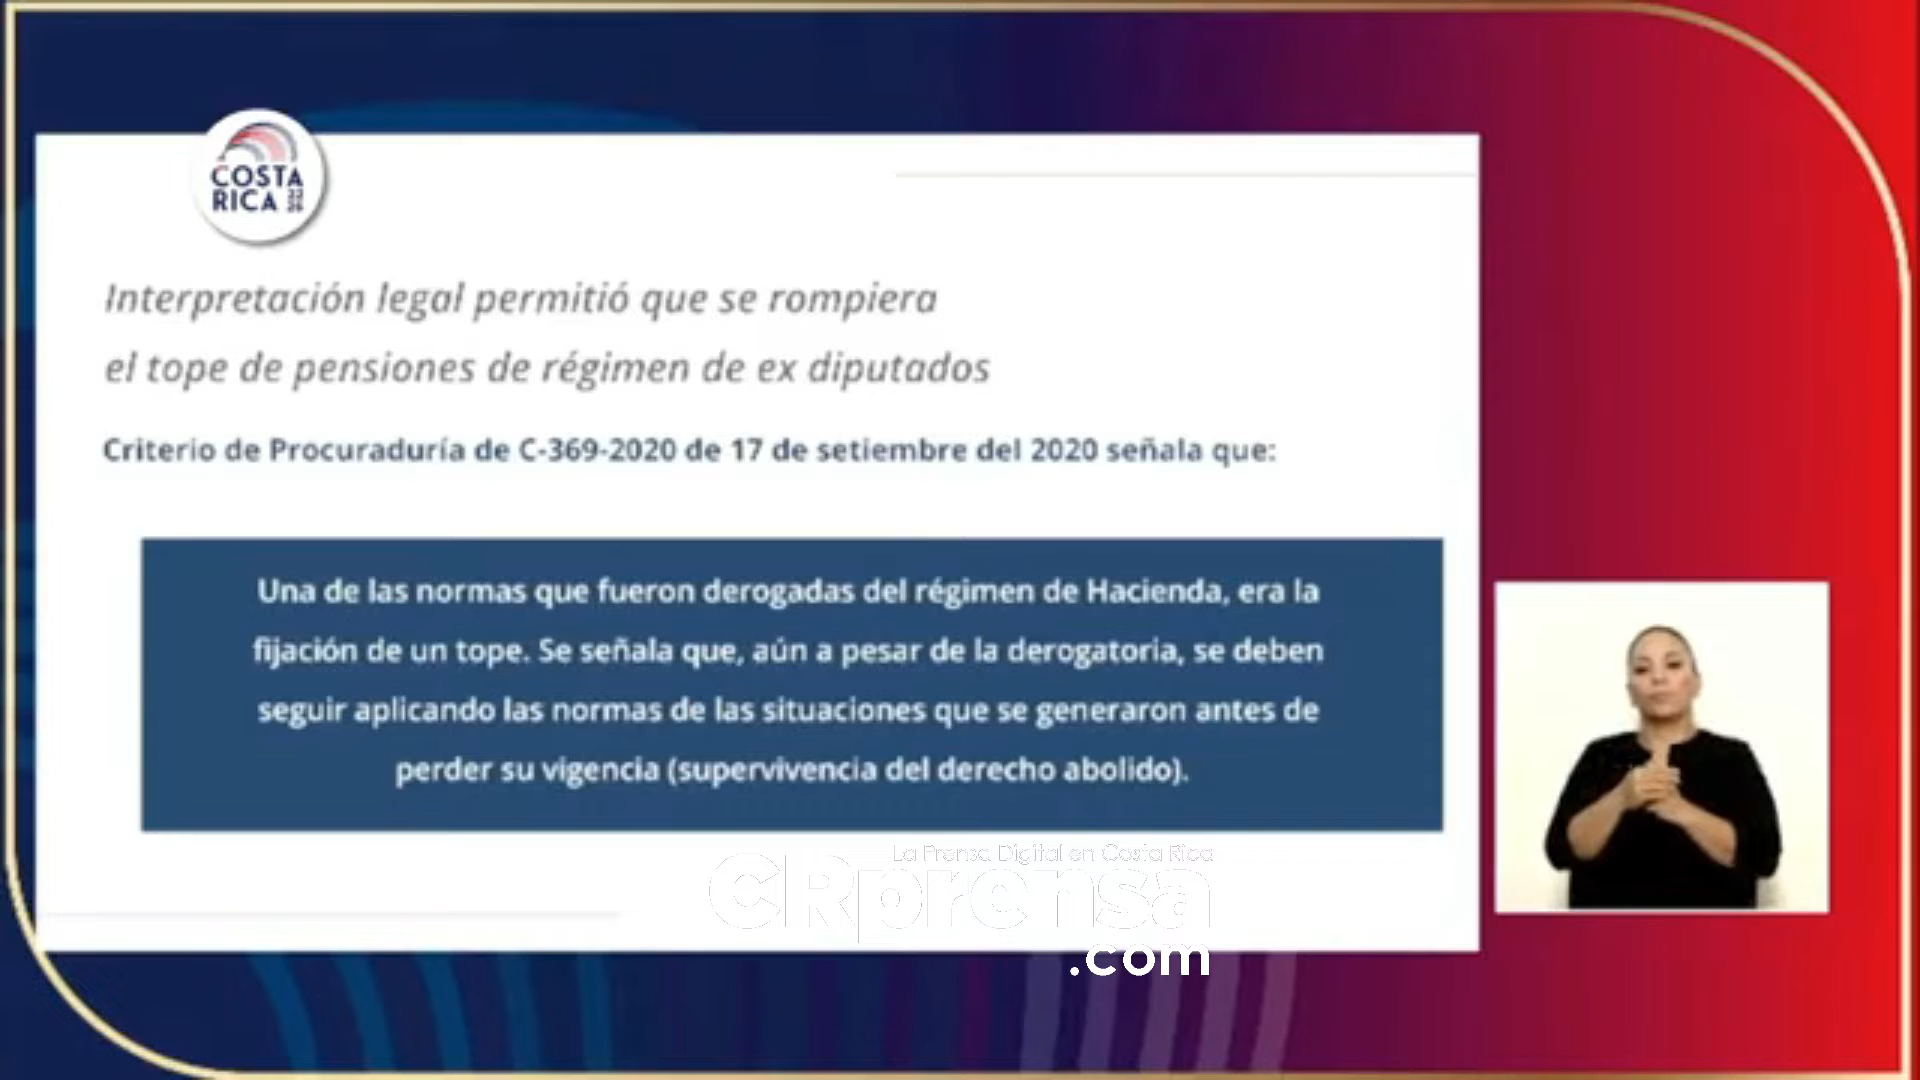 COSTA
RICA 22
26
Interpretación legal permitió que se rompiera
el tope de pensiones de régimen de ex diputados
Criterio de Procuraduría de C-369-2020 de 17 de setiembre del 2020 señala que:
Una de las normas que fueron derogadas del régimen de Hacienda, era la
fijación de un tope. Se señala que, aún a pesar de la derogatoria, se deben
seguir aplicando las normas de las situaciones que se generaron antes de
perder su vigencia (supervivencia del derecho abolido).
La Prensa Digital en Costa Rica
CRprensa
.com